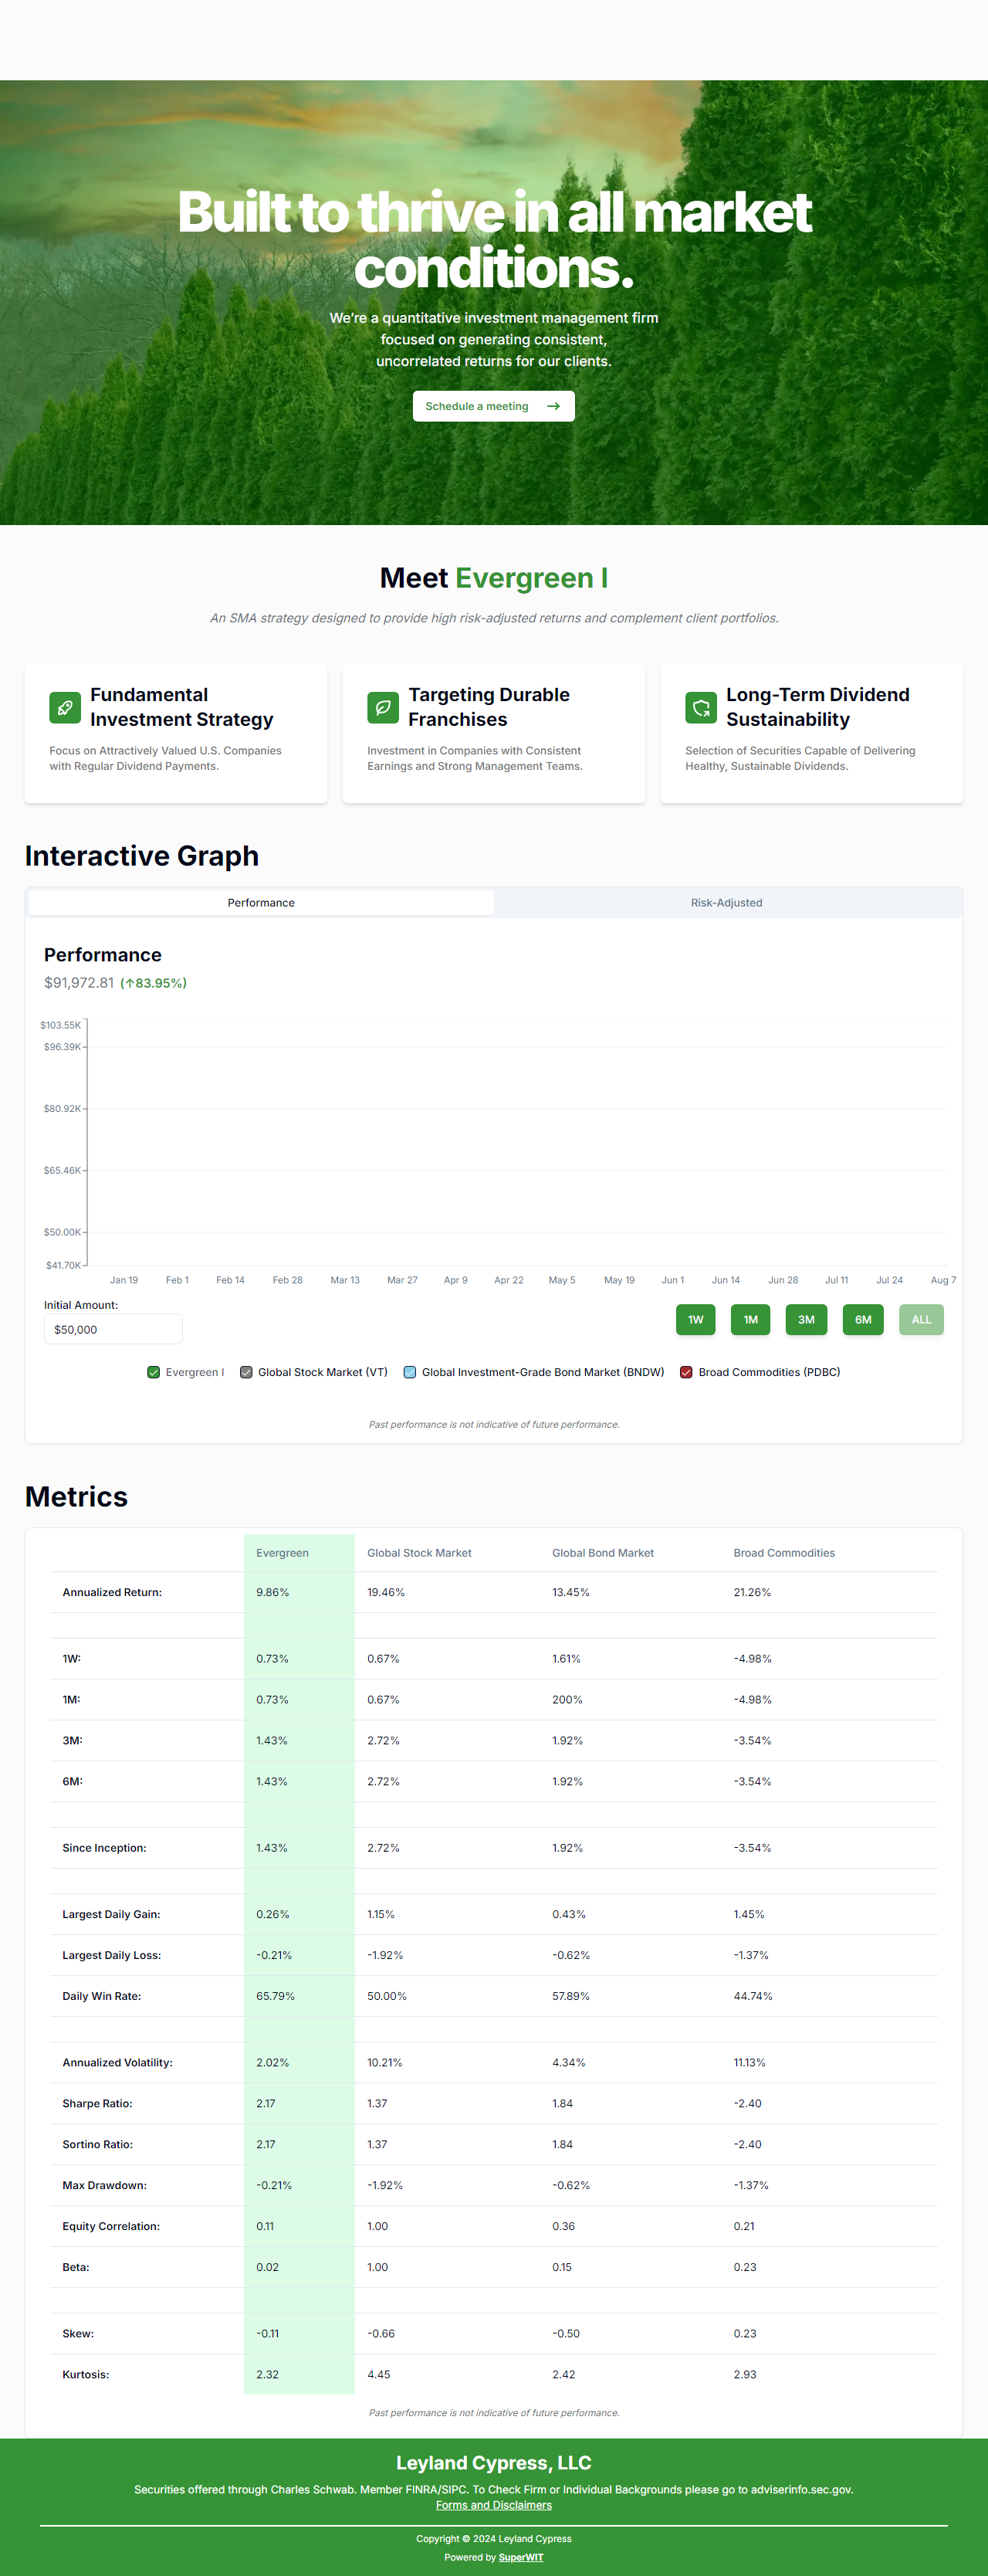 Built to thrive in all market
conditions.
We're a quantitative investment management firm
focused on generating consistent,
uncorrelated returns for our clients.
Schedule a meeting
Meet Evergreen I
An SMA strategy designed to provide high risk-adjusted returns and complement client portfolios.
Fundamental
Investment Strategy
Focus on Attractively Valued U.S. Companies
with Regular Dividend Payments.
Targeting Durable
Franchises
Investment in Companies with Consistent
Earnings and Strong Management Teams.
Long-Term Dividend
Sustainability
Selection of Securities Capable of Delivering
Healthy, Sustainable Dividends.
Interactive Graph
Performance Risk-Adjusted
Performance
$91,972.81 (↑83.95%)
$103.55K
$96.39K
$80.92K
$65.46K
$50.00K
$41.70K
Jan 19 Feb 1 Feb 14 Feb 28 Mar 13 Mar 27 Apr 9 Apr 22 May 5 May 19 Jun 1 Jun 14 Jun 28 Jul 11 Jul 24 Aug 7
Initial Amount:
$50,000
1W 1M 3M 6M ALL
Evergreen I Global Stock Market (VT) Global Investment-Grade Bond Market (BNDW) Broad Commodities (PDBC)
Past performance is not indicative of future performance.
Metrics
Evergreen Global Stock Market Global Bond Market Broad Commodities
Annualized Return: 9.86% 19.46% 13.45% 21.26%
1W: 0.73% 0.67% 1.61% -4.98%
1M: 0.73% 0.67% 200% -4.98%
3M: 1.43% 2.72% 1.92% -3.54%
6M: 1.43% 2.72% 1.92% -3.54%
Since Inception: 1.43% 2.72% 1.92% -3.54%
Largest Daily Gain: 0.26% 1.15% 0.43% 1.45%
Largest Daily Loss: -0.21% -1.92% -0.62% -1.37%
Daily Win Rate: 65.79% 50.00% 57.89% 44.74%
Annualized Volatility: 2.02% 10.21% 4.34% 11.13%
Sharpe Ratio: 2.17 1.37 1.84 -2.40
Sortino Ratio: 2.17 1.37 1.84 -2.40
Max Drawdown: -0.21% -1.92% -0.62% -1.37%
Equity Correlation: 0.11 1.00 0.36 0.21
Beta: 0.02 1.00 0.15 0.23
Skew: -0.11 -0.66 -0.50 0.23
Kurtosis: 2.32 4.45 2.42 2.93
Past performance is not indicative of future performance.
Leyland Cypress, LLC
Securities offered through Charles Schwab. Member FINRA/SIPC. To Check Firm or Individual Backgrounds please go to adviserinfo.sec.gov.
Forms and Disclaimers
Copyright © 2024 Leyland Cypress
Powered by SuperWIT